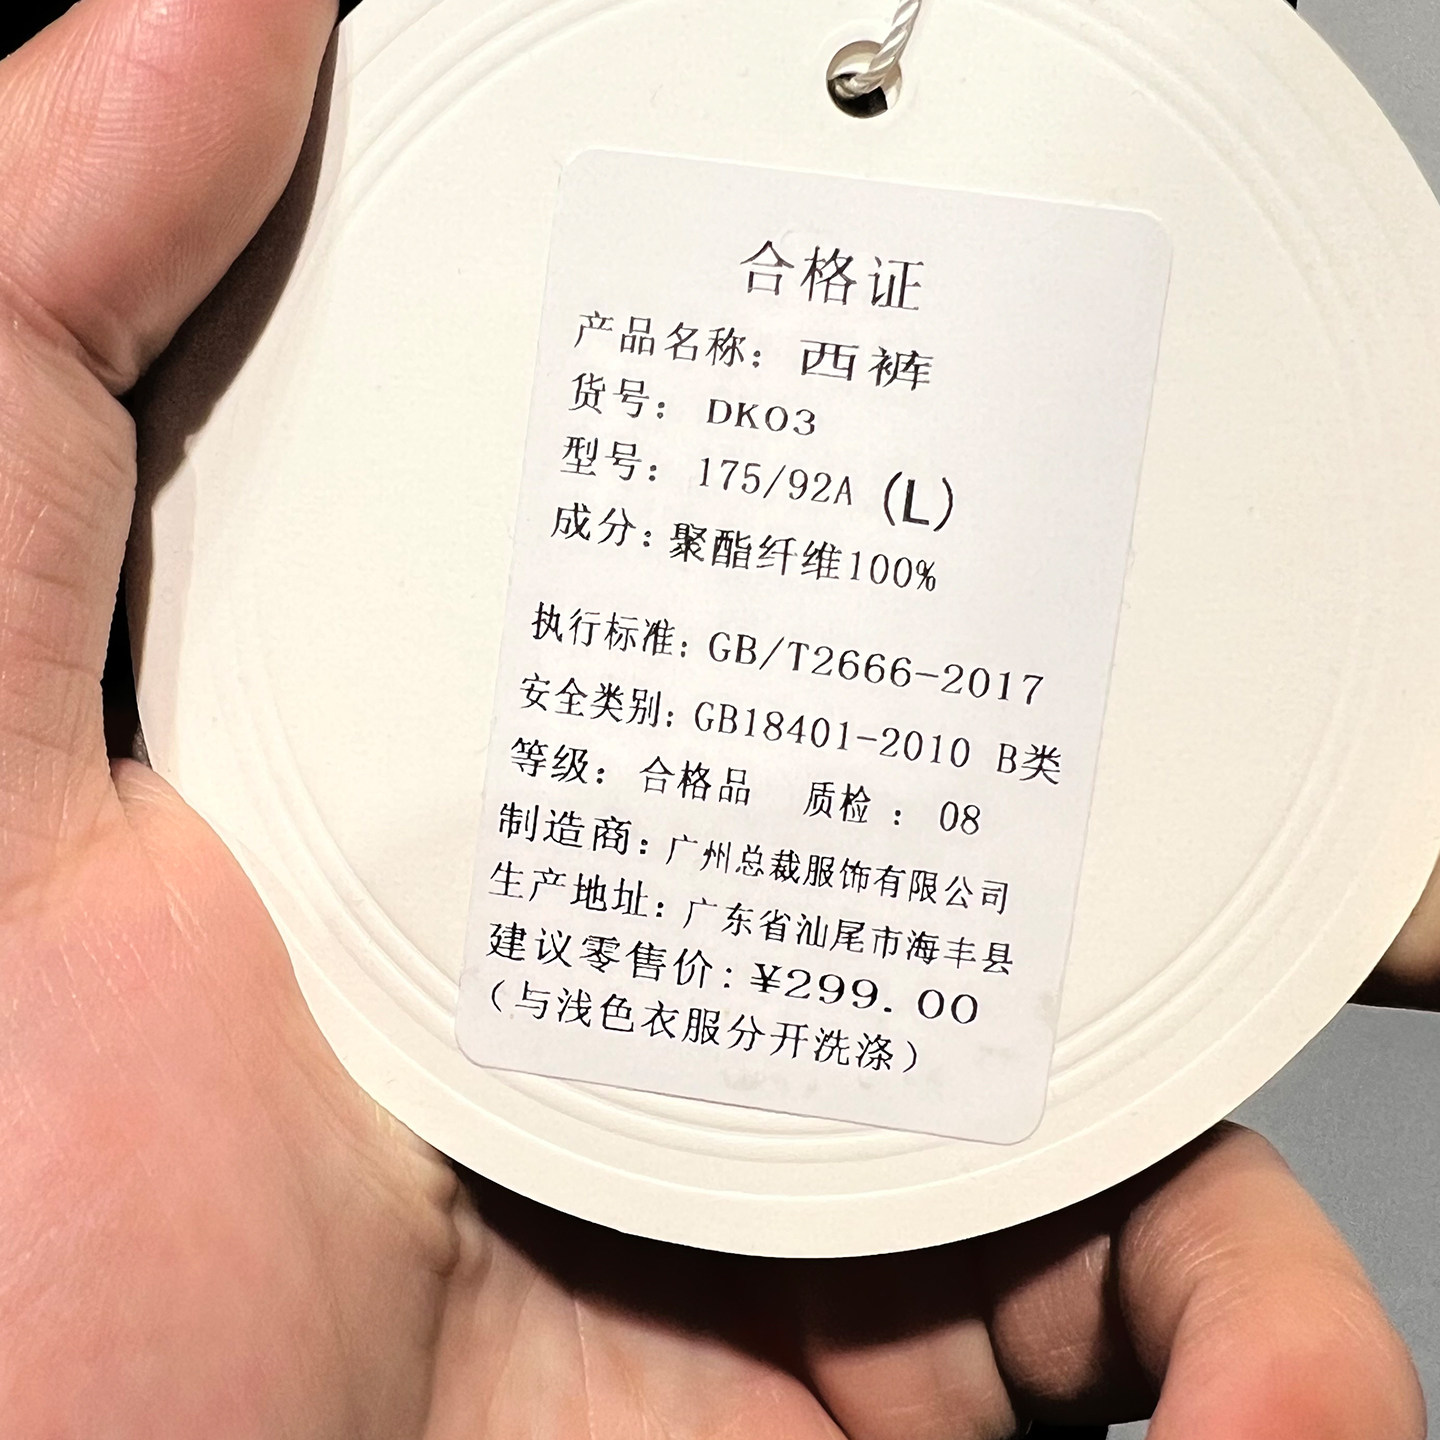 合格证
产品名称：西裤
货号：DK03
型号：175/92A (L)
成分：聚酯纤维100%
执行标准：GB/T2666-2017
安全类别：GB18401-2010 B类
等级：合格品 质检：08
制造商：广州总裁服饰有限公司
生产地址：广东省汕尾市海丰县
建议零售价：¥299.00
（与浅色衣服分开洗涤）